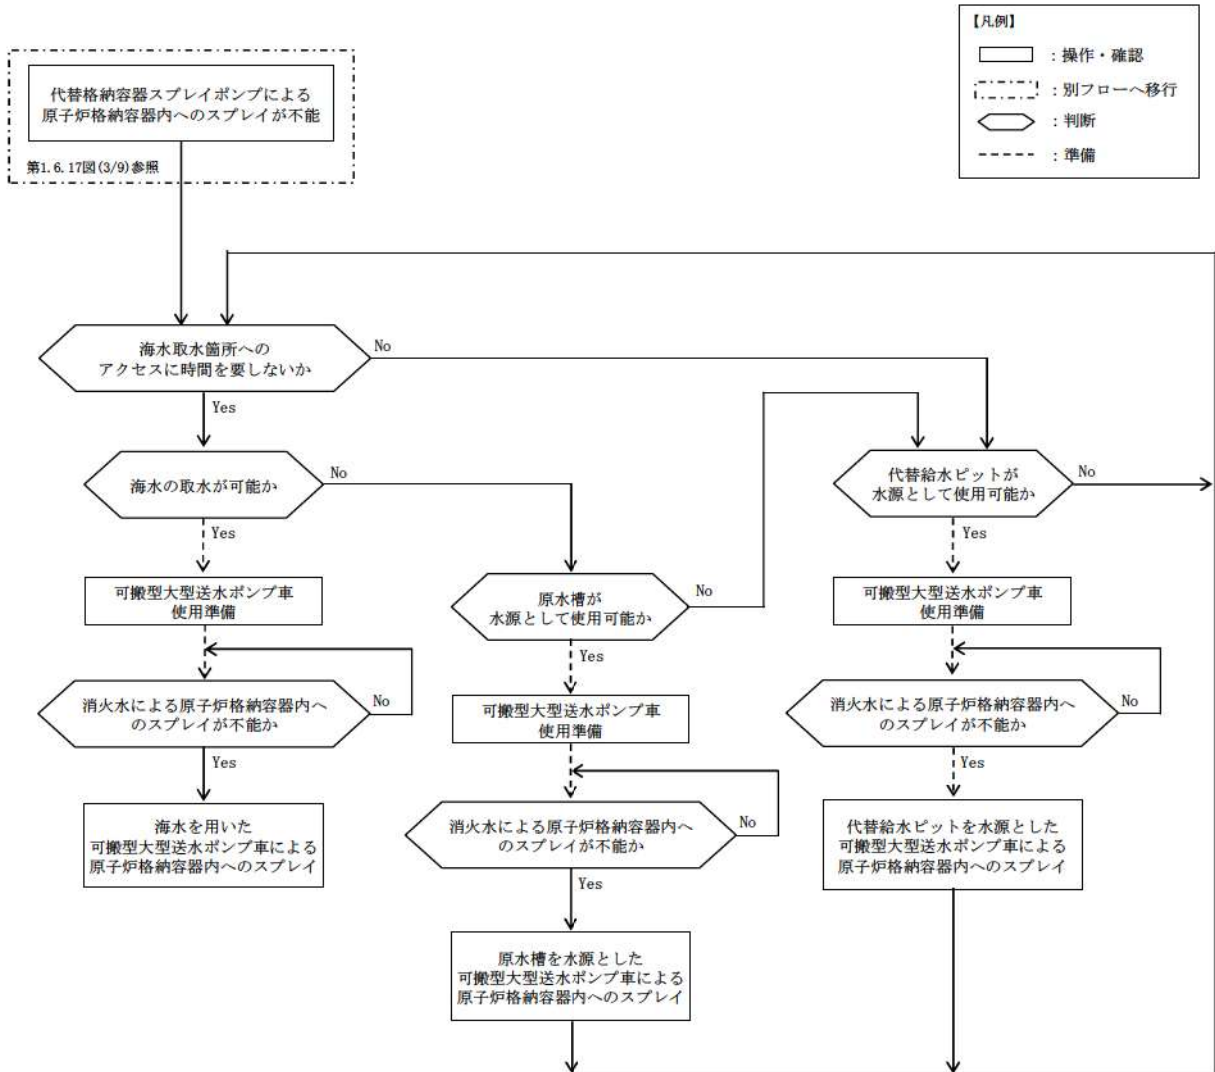 【凡例】
：操作・確認
：別フローへ移行
：判断
：準備
代替格納容器スプレイポンプによる
原子炉格納容器内へのスプレイが不能
第1.6.17図(3/9)参照
海水取水箇所への
アクセスに時間を要しないか
No
Yes
海水の取水が可能か
No
Yes
代替給水ピットが
水源として使用可能か
No
Yes
可搬型大型送水ポンプ車
使用準備
原水槽が
水源として使用可能か
No
Yes
可搬型大型送水ポンプ車
使用準備
消火水による原子炉格納容器内へ
のスプレイが不能か
No
Yes
可搬型大型送水ポンプ車
使用準備
消火水による原子炉格納容器内へ
のスプレイが不能か
No
Yes
海水を用いた
可搬型大型送水ポンプ車による
原子炉格納容器内へのスプレイ
消火水による原子炉格納容器内へ
のスプレイが不能か
No
Yes
代替給水ピットを水源とした
可搬型大型送水ポンプ車による
原子炉格納容器内へのスプレイ
原水槽を水源とした
可搬型大型送水ポンプ車による
原子炉格納容器内へのスプレイ